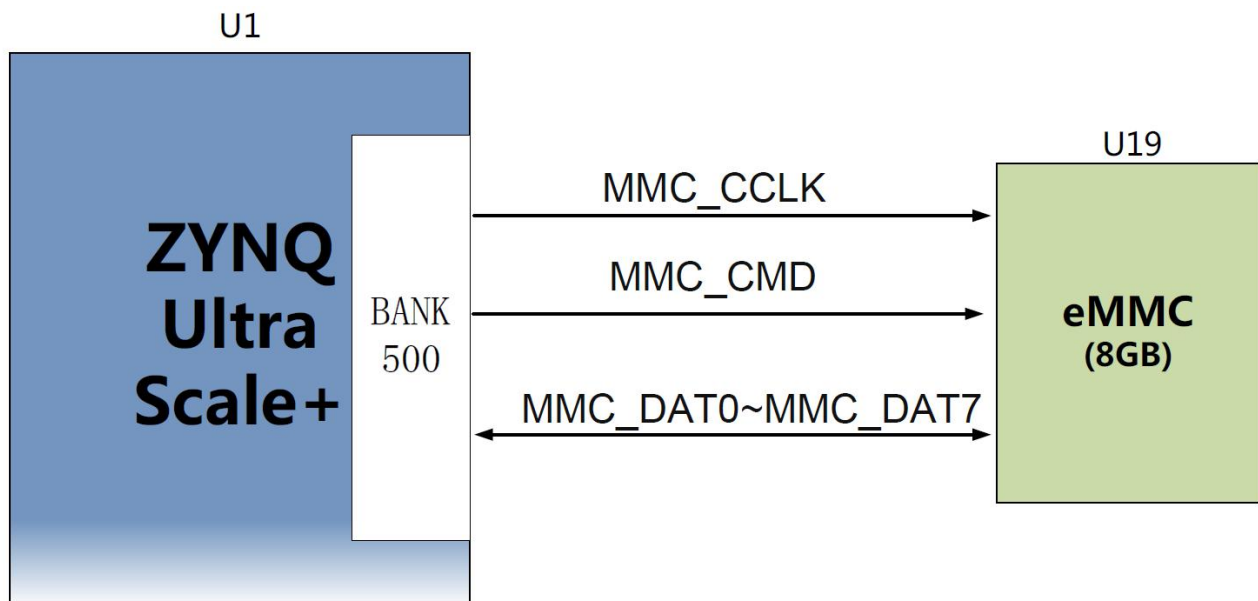 U1
ZYNQ
Ultra
Scale+
BANK
500
MMC_CCLK
MMC_CMD
MMC_DAT0~MMC_DAT7
U19
eMMC
(8GB)